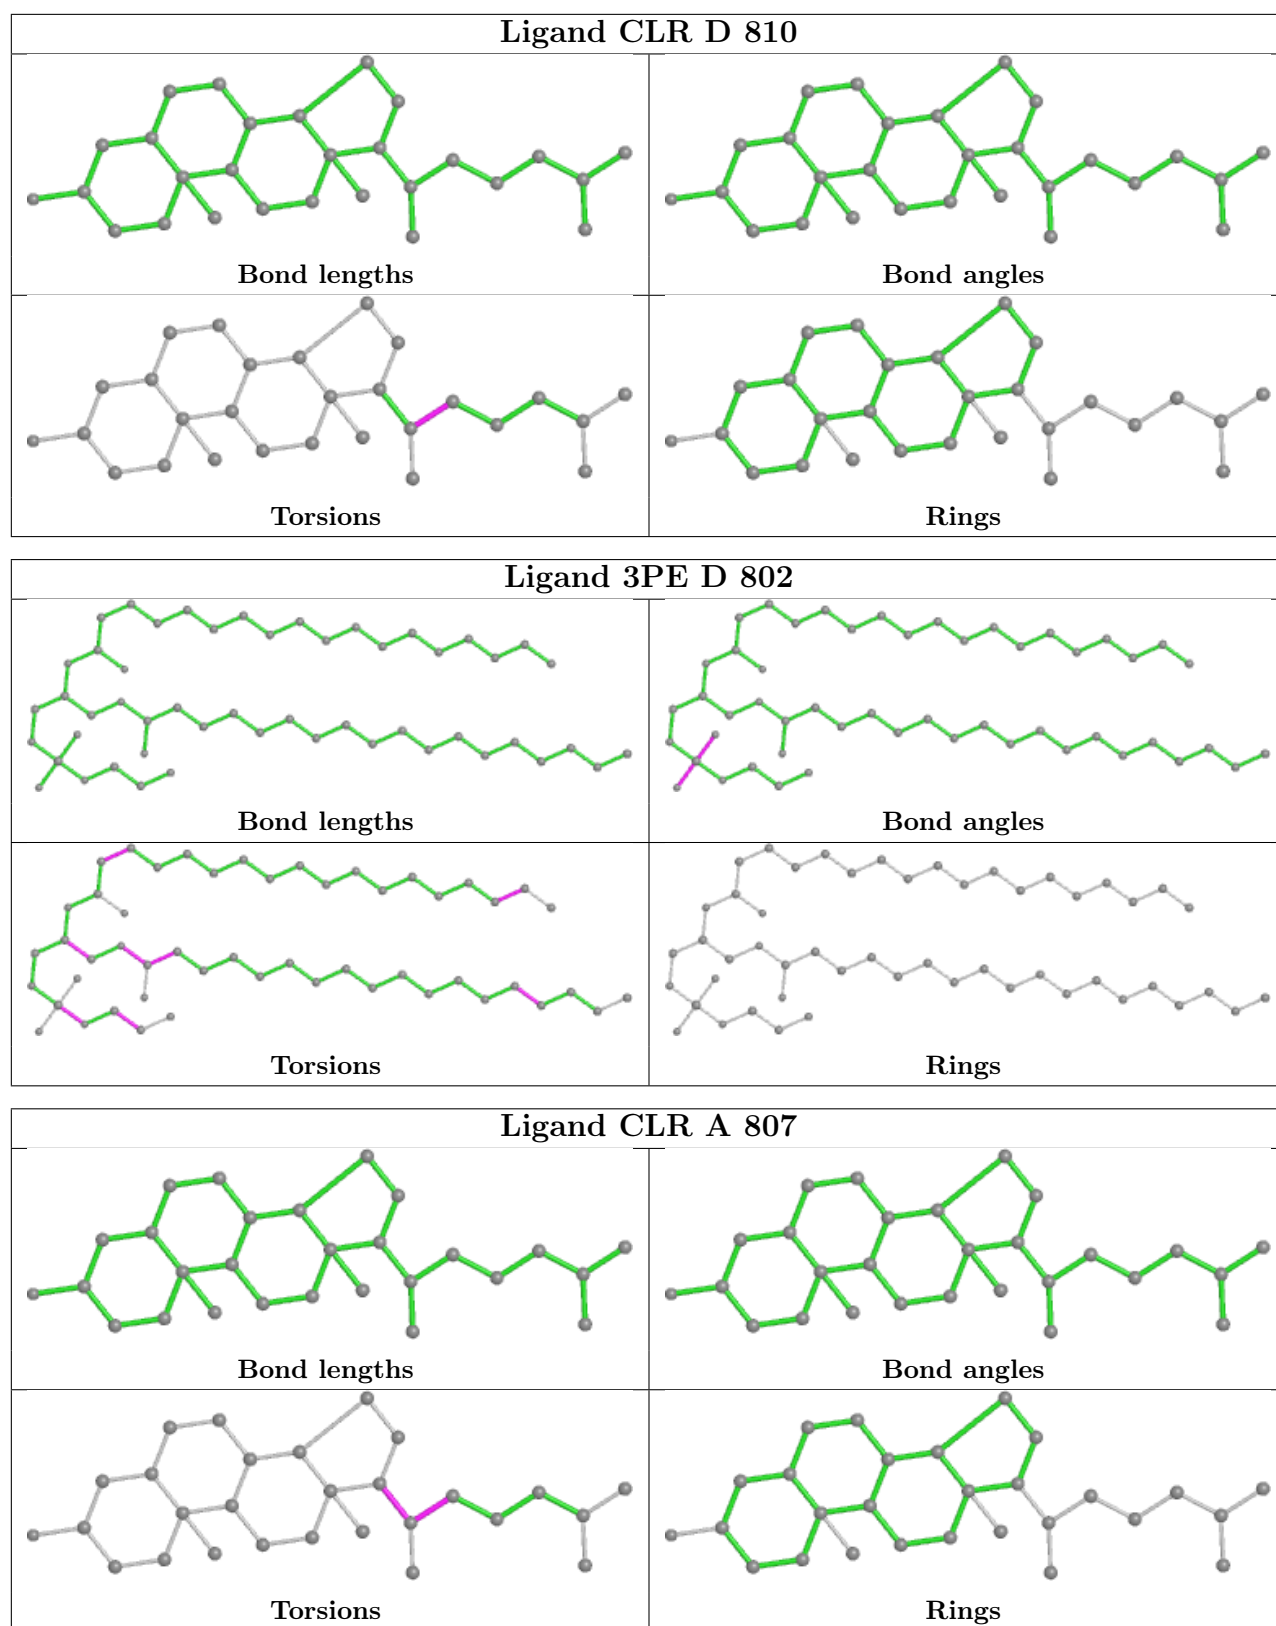 Ligand CLR D 810
Bond lengths
Bond angles
Torsions
Rings
Ligand 3PE D 802
Bond lengths
Bond angles
Torsions
Rings
Ligand CLR A 807
Bond lengths
Bond angles
Torsions
Rings